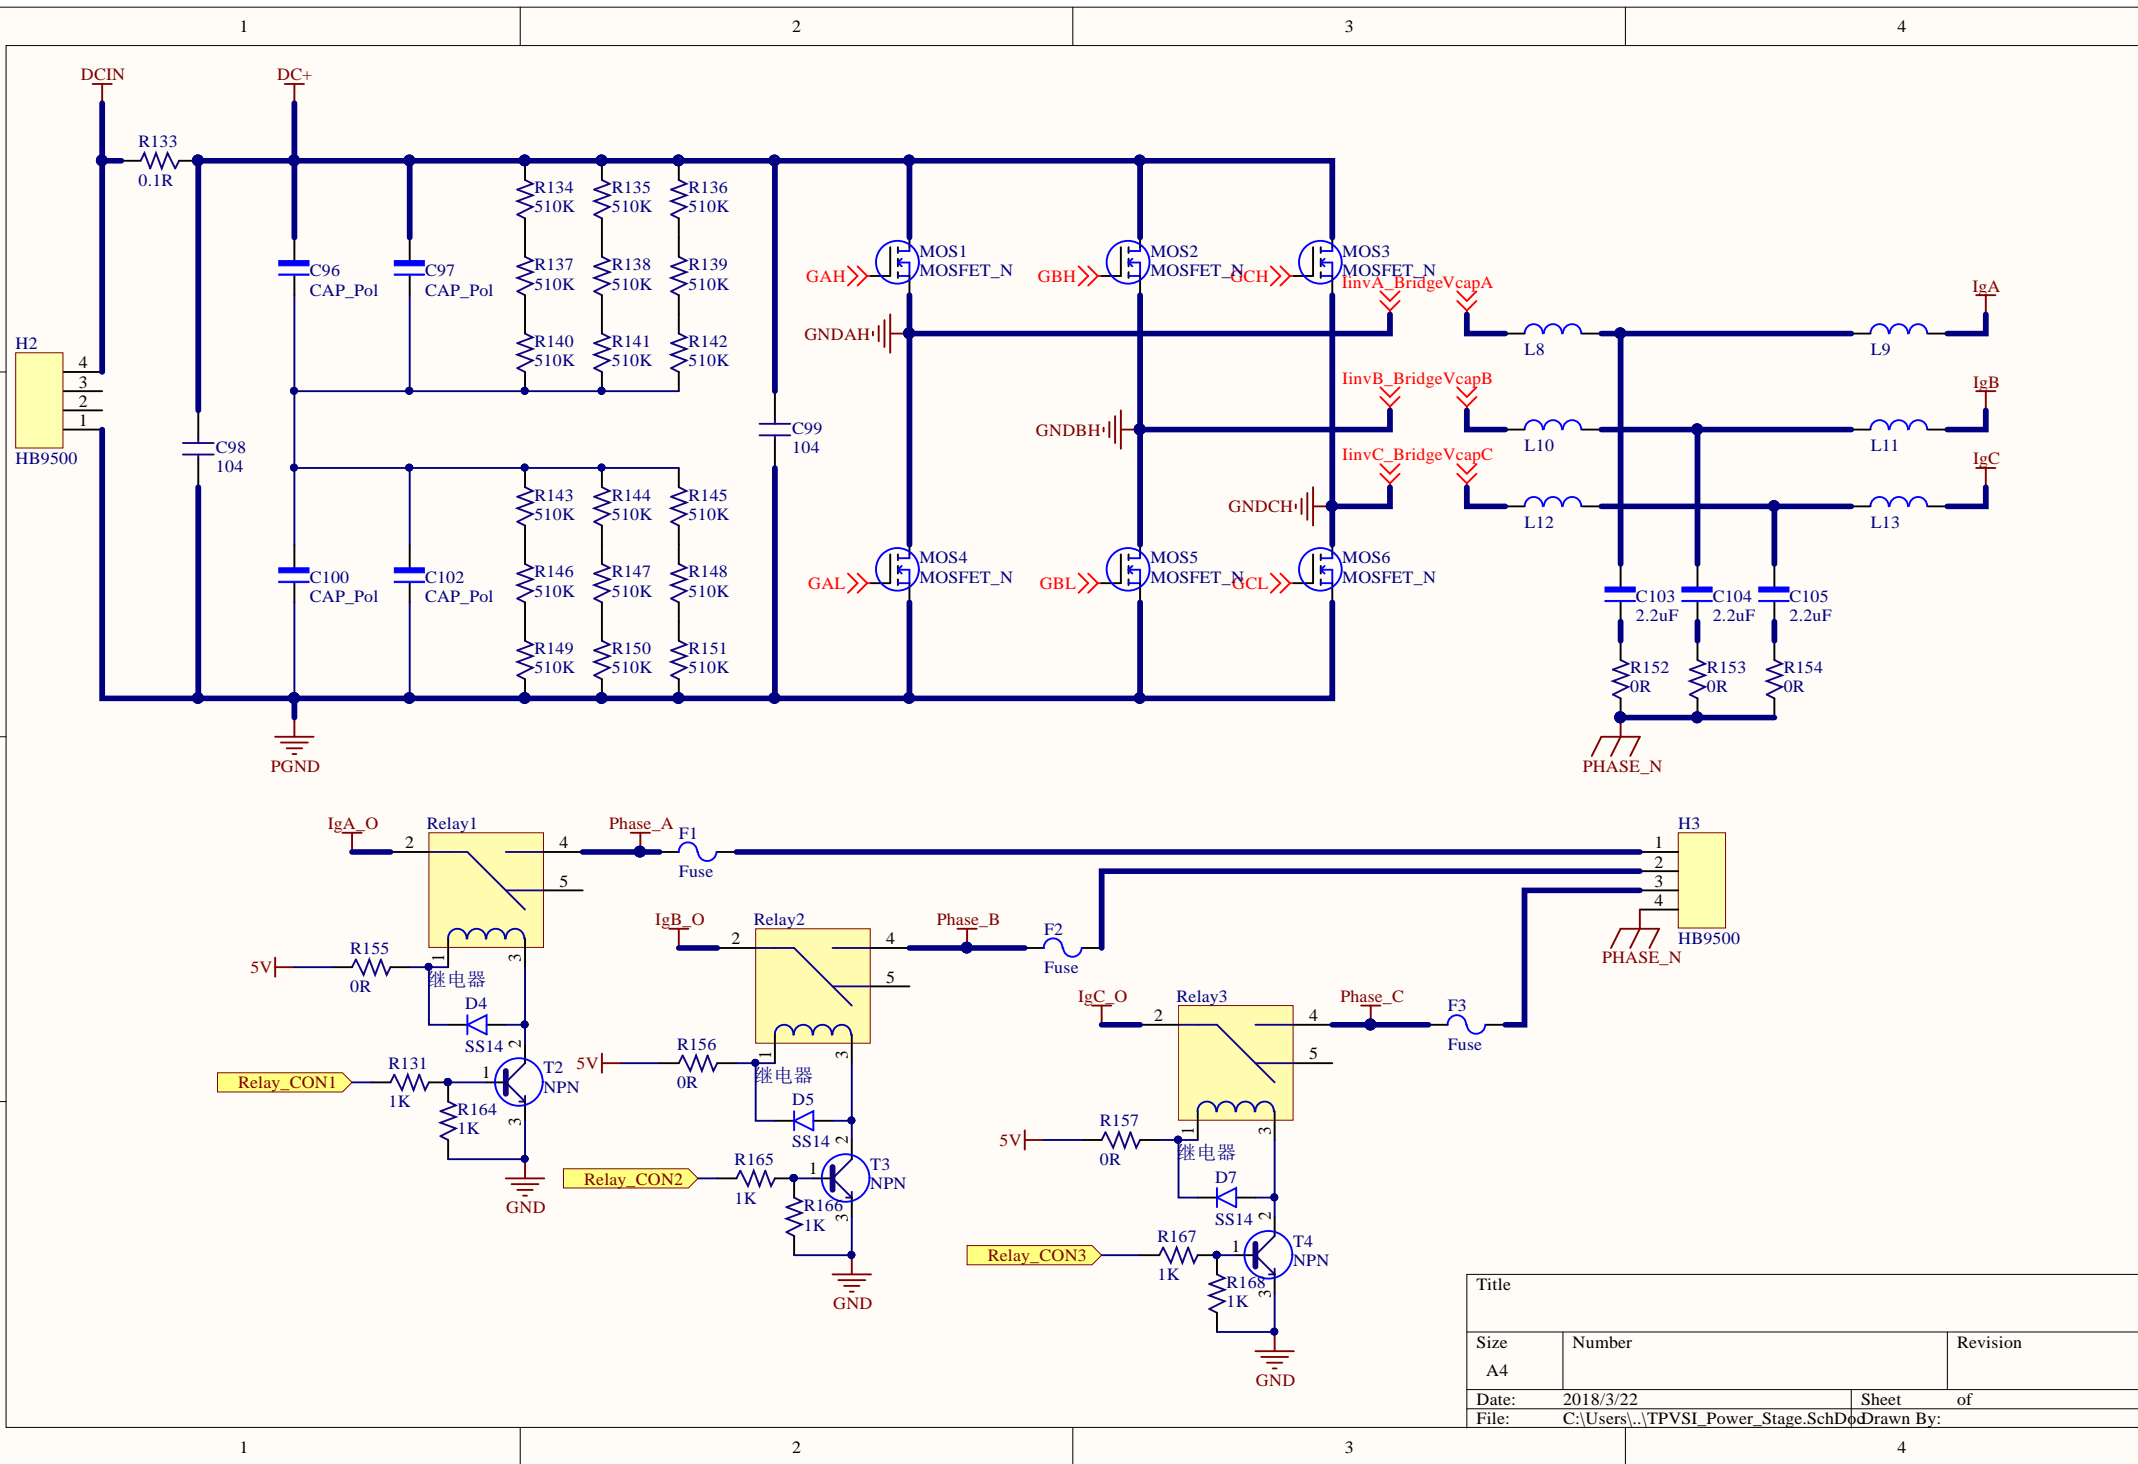 1 2 3 4
DCIN
DC+
R133
0.1R
R134
510K
R135
510K
R136
510K
MOS1
MOSFET_N
MOS2
MOSFET_N
MOS3
MOSFET_N
C96
CAP_Pol
C97
CAP_Pol
R137
510K
R138
510K
R139
510K
GAH
GBH
GCH
IinvA_Bridge
VcapA
IgA
GNDAH
R140
510K
R141
510K
R142
510K
L8
L9
H2
4
3
2
1
HB9500
IinvB_Bridge
VcapB
IgB
C98
104
C99
104
GNDBH
L10
L11
IinvC_Bridge
VcapC
IgC
R143
510K
R144
510K
R145
510K
GNDCH
L12
L13
C100
CAP_Pol
C102
CAP_Pol
R146
510K
R147
510K
R148
510K
GAL
MOS4
MOSFET_N
GBL
MOS5
MOSFET_N
GCL
MOS6
MOSFET_N
C103
2.2uF
C104
2.2uF
C105
2.2uF
R149
510K
R150
510K
R151
510K
R152
0R
R153
0R
R154
0R
PGND
PHASE_N
IgA_O
2
Relay1
4
5
Phase_A
F1
Fuse
H3
1
2
3
4
HB9500
PHASE_N
R155
5V
0R
1
3
继电器
D4
SS14
2
Relay_CON1
R131
1K
1
T2
NPN
R164
1K
3
GND
IgB_O
2
Relay2
4
5
Phase_B
F2
Fuse
5V
R156
0R
1
3
继电器
D5
SS14
2
Relay_CON2
R165
1K
1
T3
NPN
R166
1K
3
GND
IgC_O
2
Relay3
4
5
Phase_C
F3
Fuse
5V
R157
0R
1
3
继电器
D7
SS14
2
Relay_CON3
R167
1K
1
T4
NPN
R168
1K
3
GND
Title
Size
A4
Number
Revision
Date: 2018/3/22 Sheet of
File: C:\Users\..\TPVSI_Power_Stage.SchDoc Drawn By:
1 2 3 4